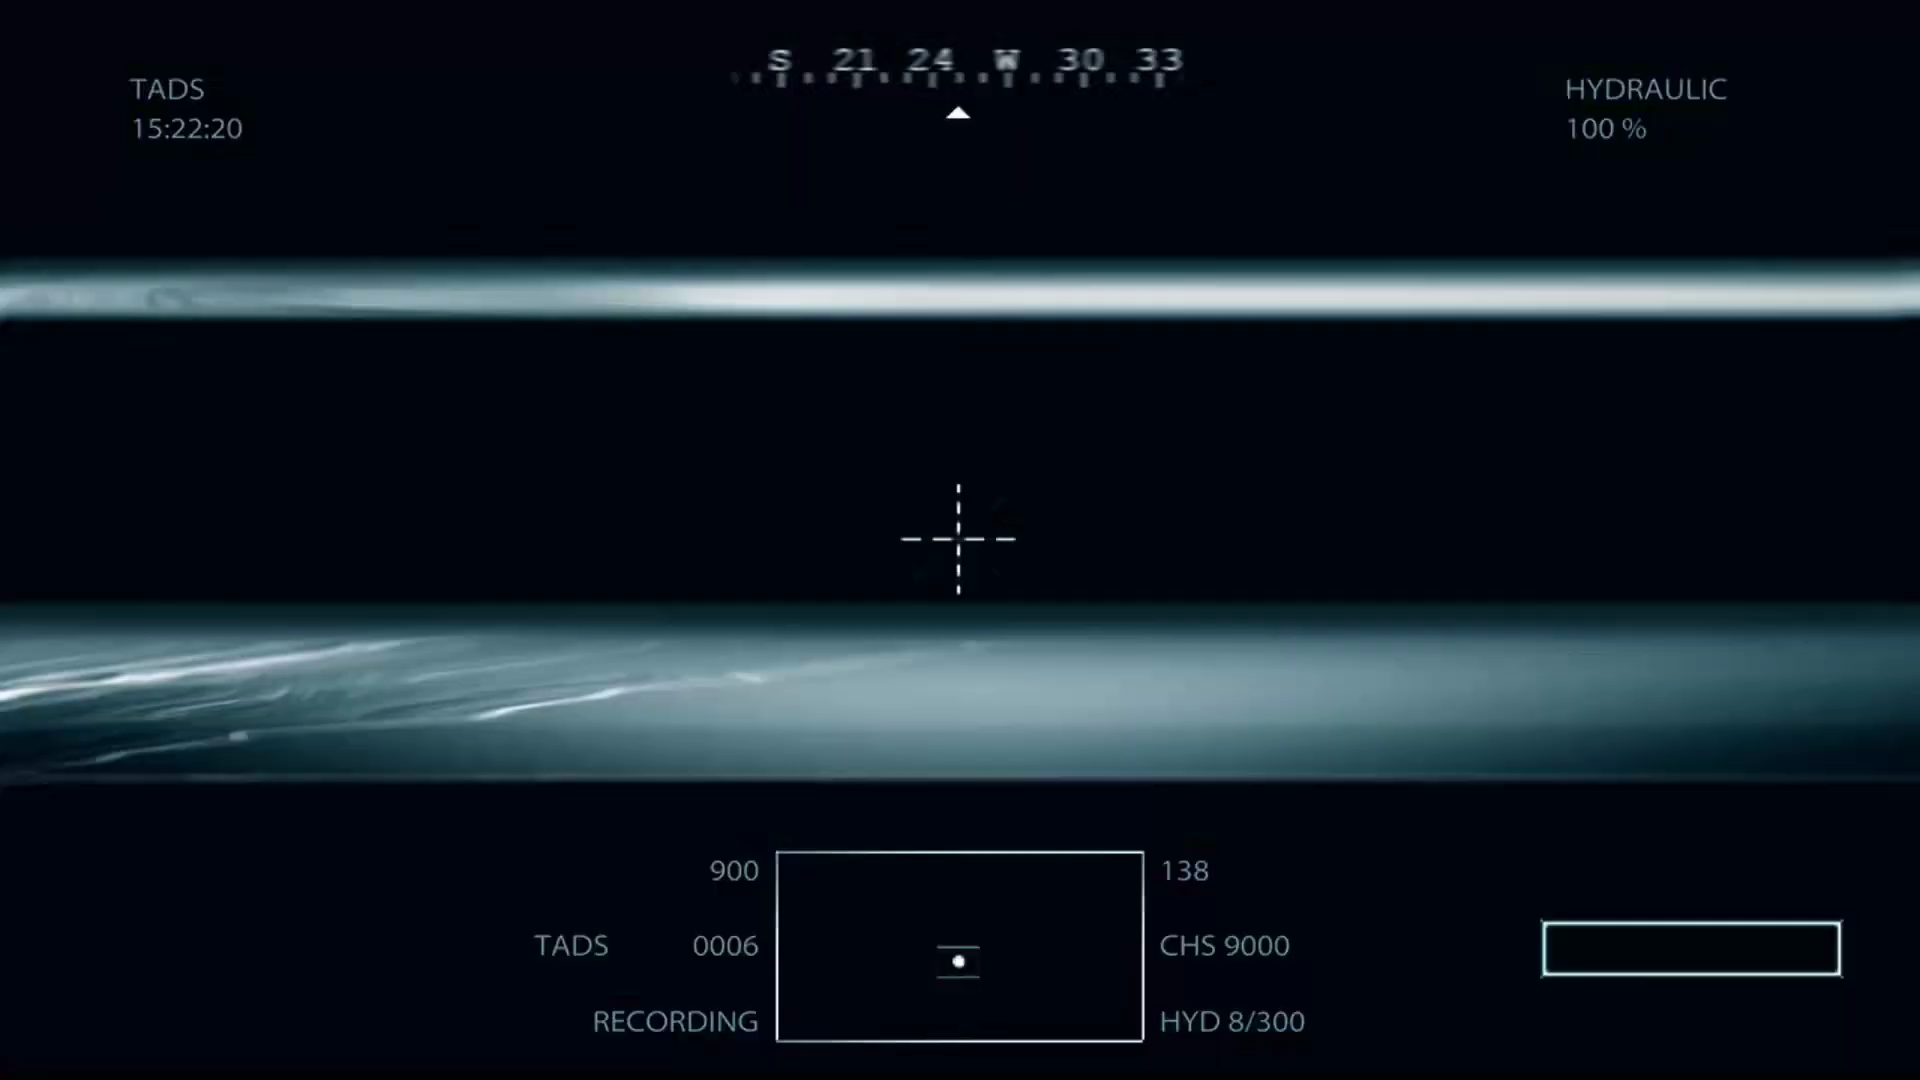 S 21 24 W 30 33
TADS
15:22:20
HYDRAULIC
100 %
900
138
TADS 0006
CHS 9000
RECORDING
HYD 8/300